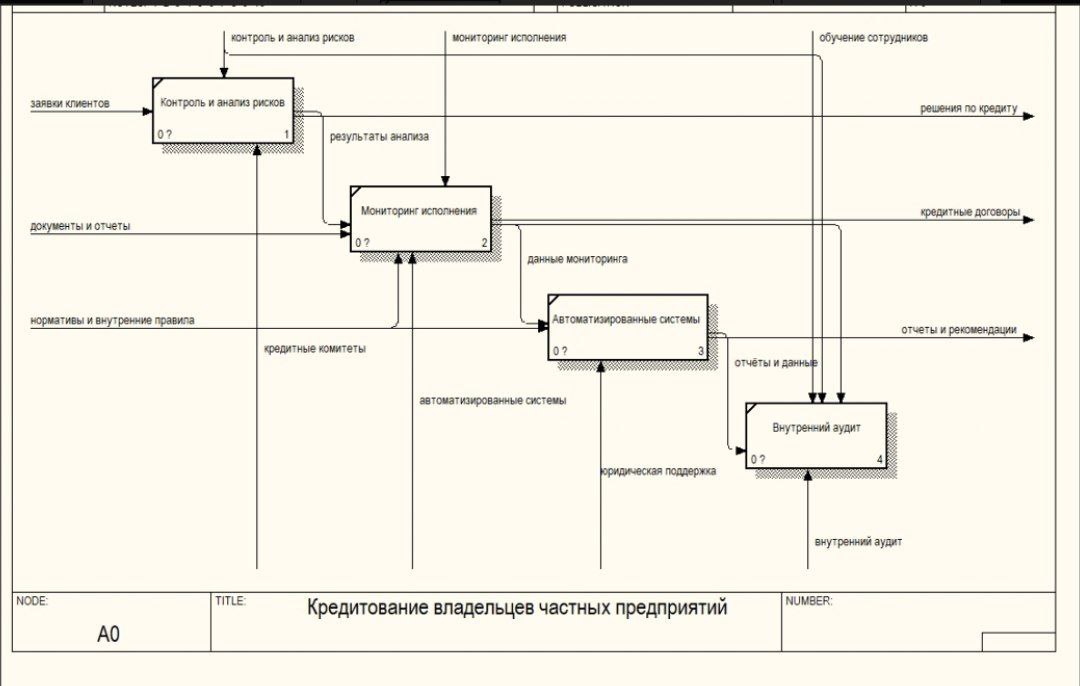 контроль и анализ рисков
мониторинг исполнения
обучение сотрудников
заявки клиентов
Контроль и анализ рисков
0 ?
1
решения по кредиту
результаты анализа
документы и отчеты
Мониторинг исполнения
0 ?
2
кредитные договоры
данные мониторинга
нормативы и внутренние правила
Автоматизированные системы
0 ?
3
отчеты и рекомендации
кредитные комитеты
отчёты и данные
автоматизированные системы
Внутренний аудит
0 ?
4
юридическая поддержка
внутренний аудит
NODE:
A0
TITLE:
Кредитование владельцев частных предприятий
NUMBER: